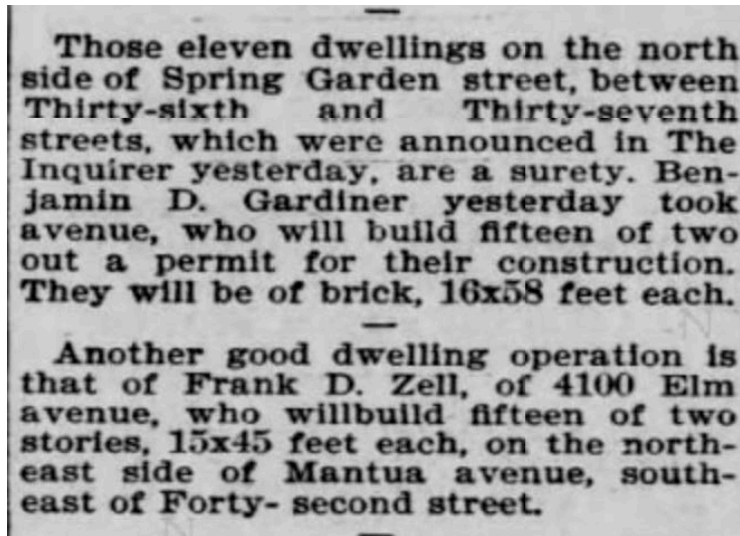 Those eleven dwellings on the north
side of Spring Garden street, between
Thirty-sixth and Thirty-seventh
streets, which were announced in The
Inquirer yesterday, are a surety. Ben-
jamin D. Gardiner yesterday took
avenue, who will build fifteen of two
out a permit for their construction.
They will be of brick, 16x58 feet each.
Another good dwelling operation is
that of Frank D. Zell, of 4100 Elm
avenue, who willbuild fifteen of two
stories, 15x45 feet each, on the north-
east side of Mantua avenue, south-
east of Forty- second street.